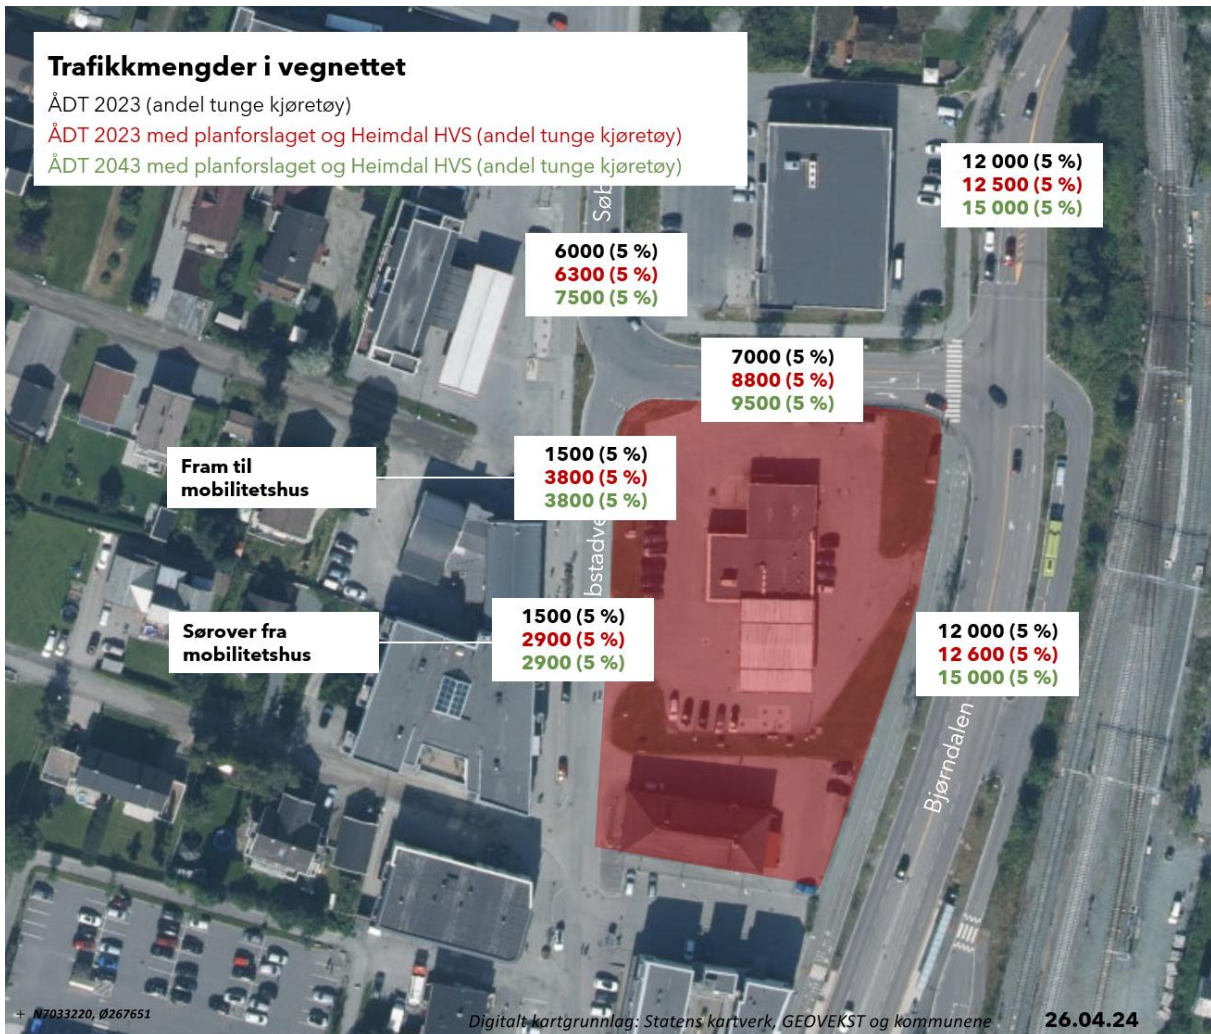 Trafikkmengder i vegnettet
ÅDT 2023 (andel tunge kjøretøy)
ÅDT 2023 med planforslaget og Heimdal HVS (andel tunge kjøretøy)
ÅDT 2043 med planforslaget og Heimdal HVS (andel tunge kjøretøy)
12 000 (5 %)
12 500 (5 %)
15 000 (5 %)
Søb
6000 (5 %)
6300 (5 %)
7500 (5 %)
7000 (5 %)
8800 (5 %)
9500 (5 %)
Fram til
mobilitetshus
1500 (5 %)
3800 (5 %)
3800 (5 %)
bstadve
Sørover fra
mobilitetshus
1500 (5 %)
2900 (5 %)
2900 (5 %)
12 000 (5 %)
12 600 (5 %)
15 000 (5 %)
Bjørndalen
+ N7033220, Ø267651
Digitalt kartgrunnlag: Statens kartverk, GEOVEKST og kommunene
26.04.24